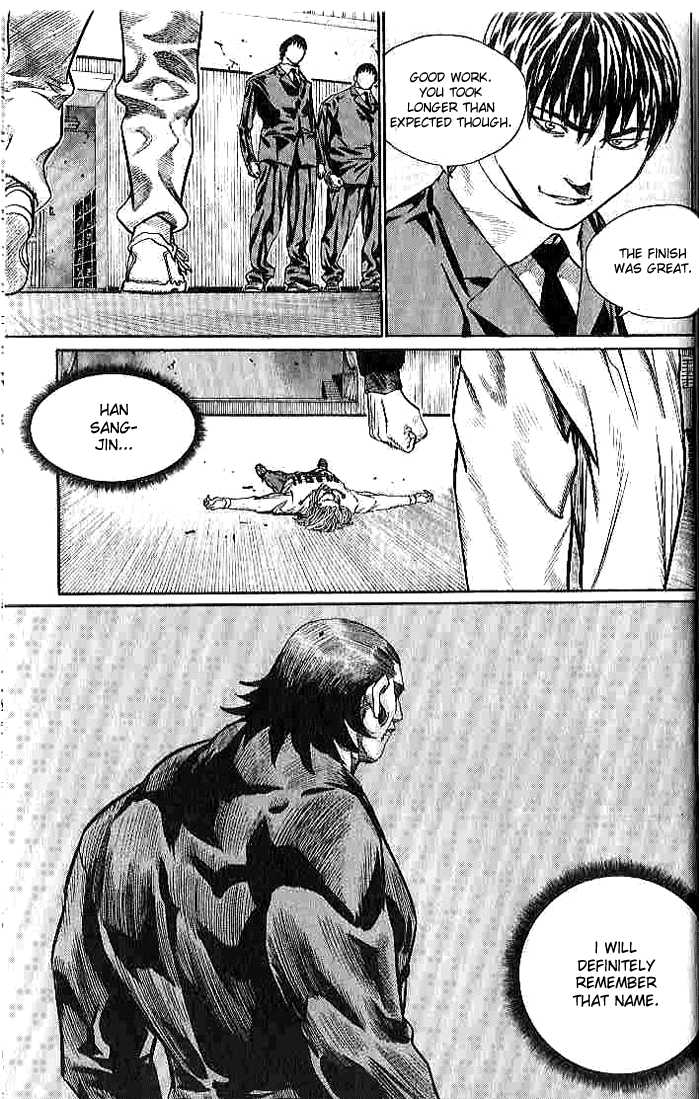 GOOD WORK.
YOU TOOK
LONGER THAN
EXPECTED THOUGH.
THE FINISH
WAS GREAT.
HAN
SANG-
JIN...
I WILL
DEFINITELY
REMEMBER
THAT NAME.